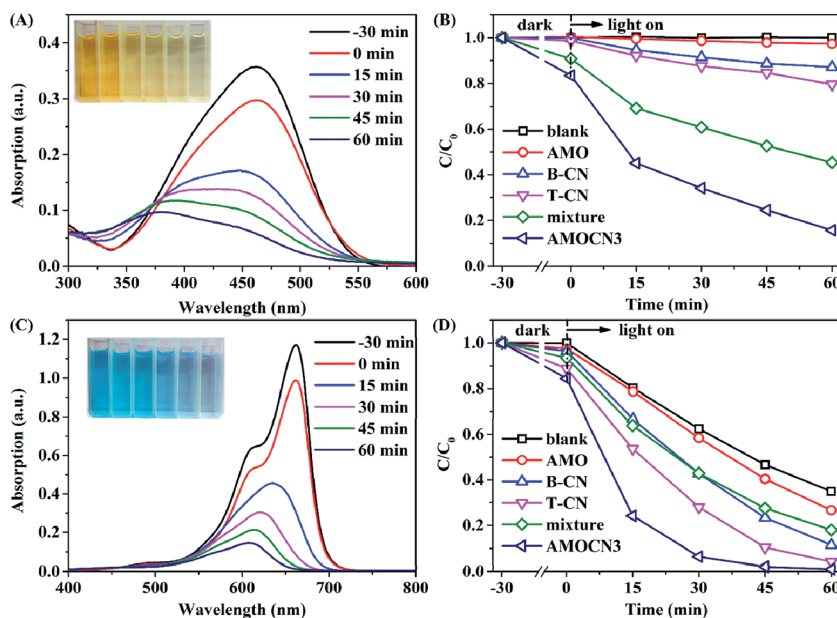 (A)
-30 min
0 min
15 min
30 min
45 min
60 min
Absorption (a.u.)
0.4
0.3
0.2
0.1
0.0
300 350 400 450 500 550 600
Wavelength (nm)
(B)
dark light on
C/C0
1.0
0.8
0.6
0.4
0.2
0.0
blank
AMO
B-CN
T-CN
mixture
AMOCN3
-30 0 15 30 45 60
Time (min)
(C)
-30 min
0 min
15 min
30 min
45 min
60 min
Absorption (a.u.)
1.2
1.0
0.8
0.6
0.4
0.2
0.0
400 500 600 700 800
Wavelength (nm)
(D)
dark light on
C/C0
1.0
0.8
0.6
0.4
0.2
0.0
blank
AMO
B-CN
T-CN
mixture
AMOCN3
-30 0 15 30 45 60
Time (min)